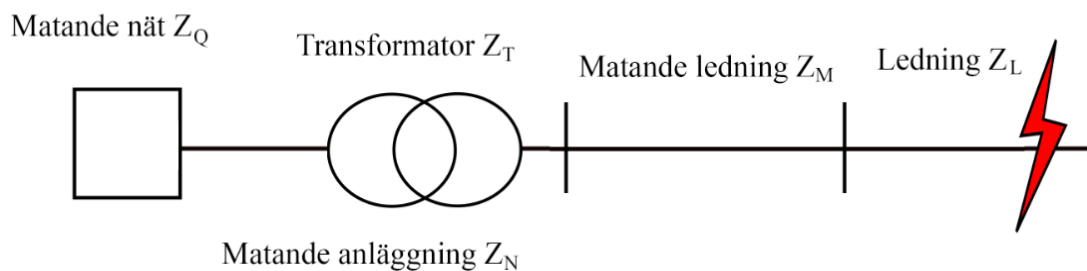 Matande nät Z_Q
Transformator Z_T
Matande ledning Z_M
Ledning Z_L
Matande anläggning Z_N